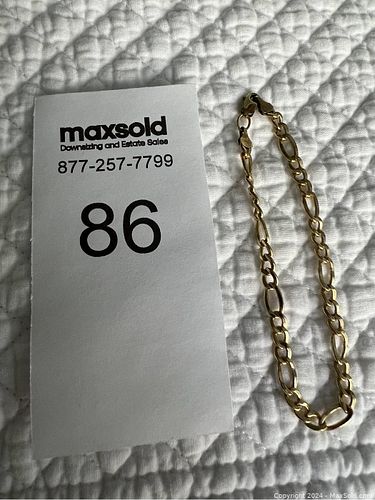 maxsold
Downsizing and Estate Sales
877-257-7799
86
Copyright 2024 - MaxSold.com